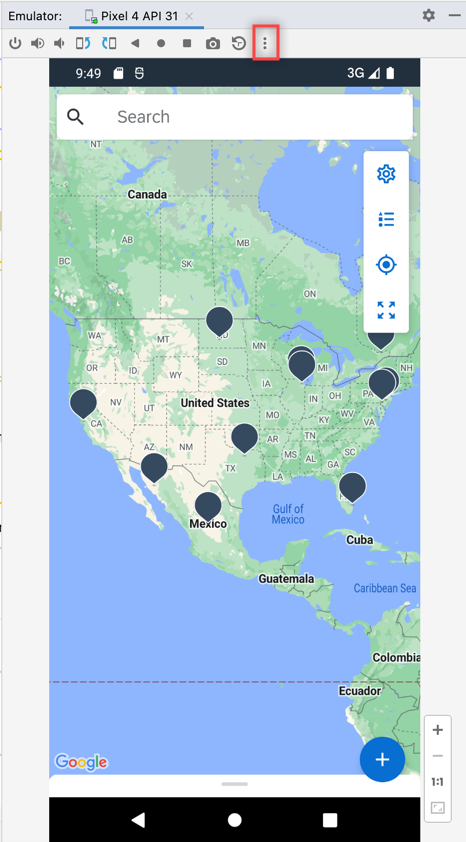 Emulator: Pixel 4 API 31
9:49 3G
Search
NT
Canada
AB
MB
BC
SK
ON
WA
MT
MN
OR
ID
SD
MI
NH
WY
IA
PA
NV
UT
United States
IN
OH
MO
KY
WV
VA
CA
AZ
NM
AR
TN
NC
TX
MS
AL
SC
LA
GA
Gulf of
Mexico
Mexico
Cuba
Guatemala
Caribbean Sea
Colombia
Ecuador
1:1
Google